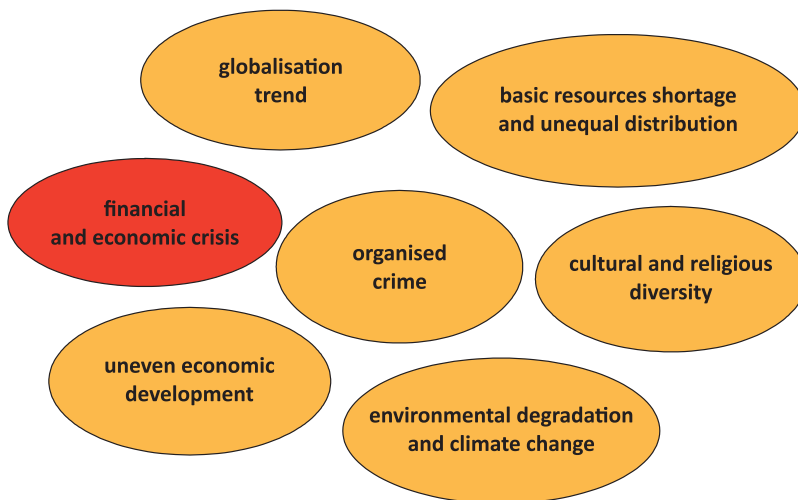 globalisation
trend
basic resources shortage
and unequal distribution
financial
and economic crisis
organised
crime
cultural and religious
diversity
uneven economic
development
environmental degradation
and climate change